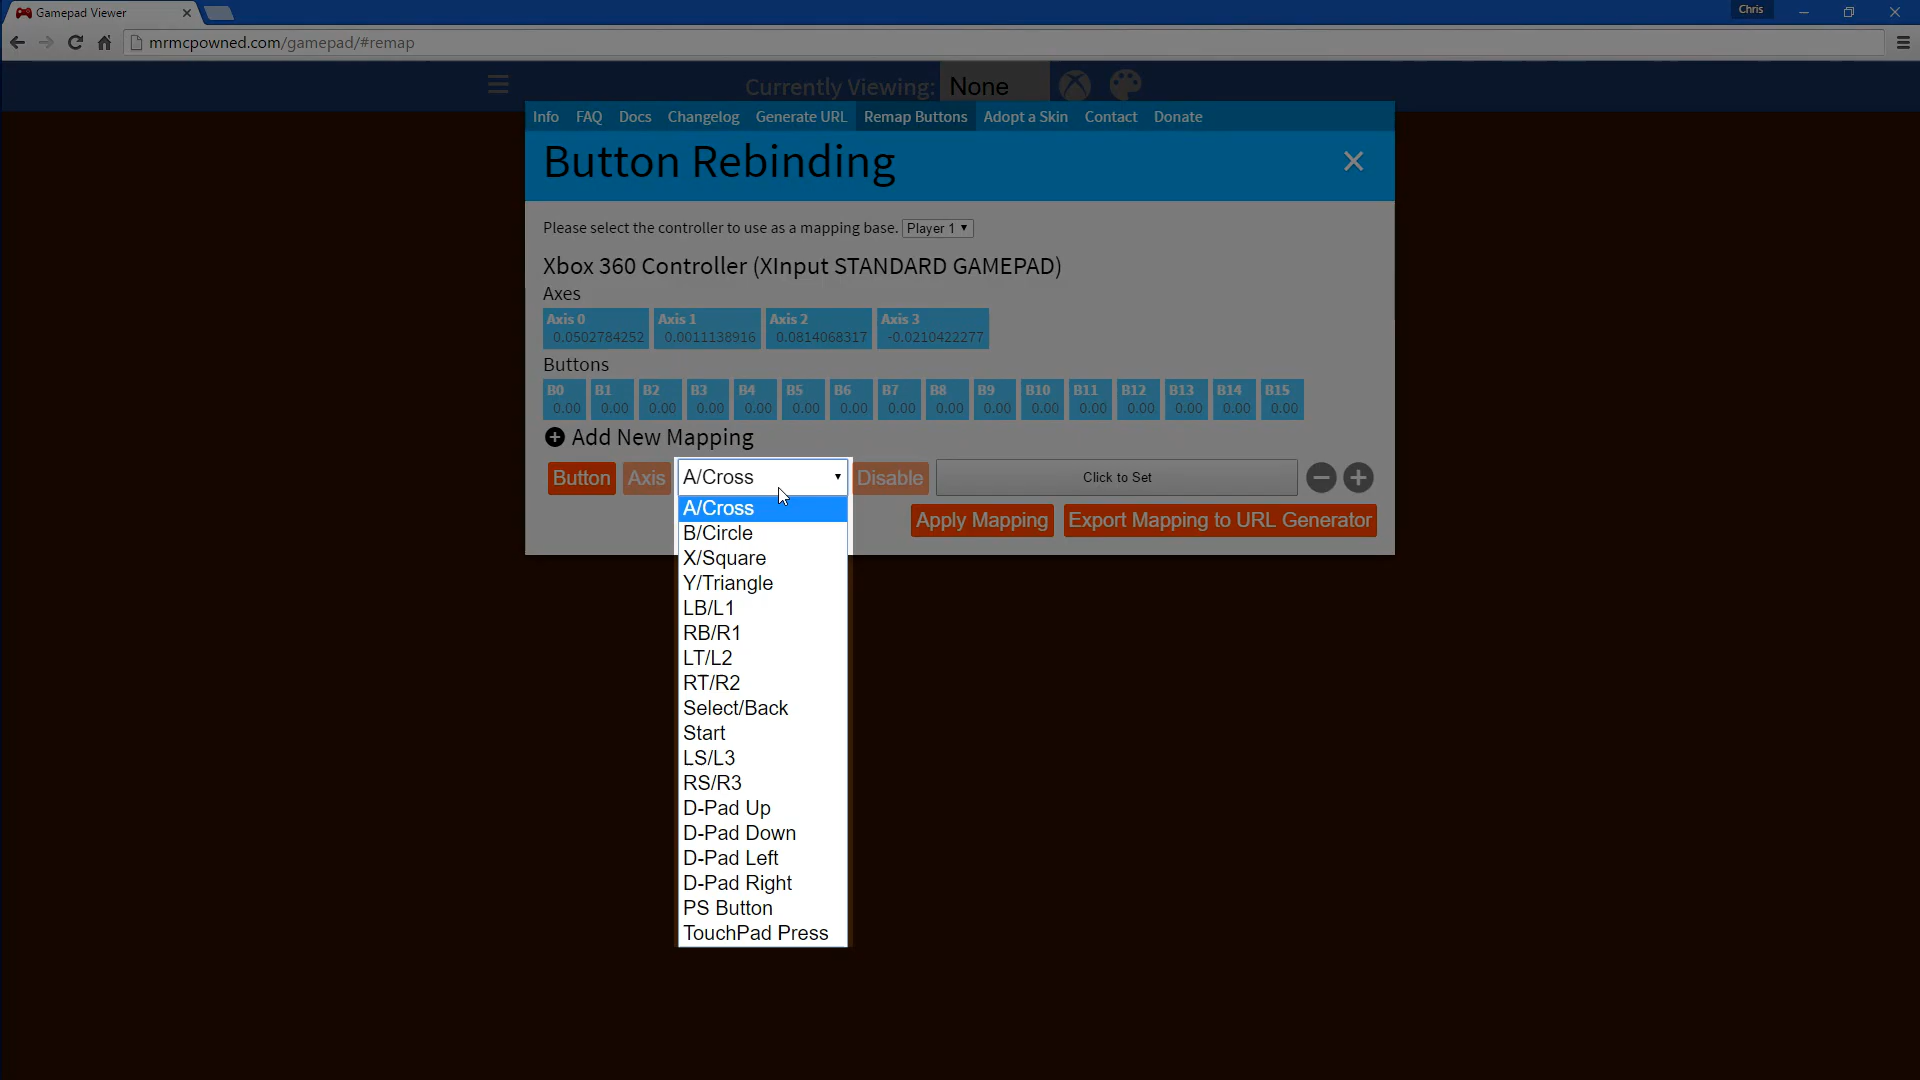 Gamepad Viewer
Chris
mrmcpowned.com/gamepad/#remap
Currently Viewing: None
Info FAQ Docs Changelog Generate URL Remap Buttons Adopt a Skin Contact Donate
Button Rebinding
Please select the controller to use as a mapping base. Player 1
Xbox 360 Controller (XInput STANDARD GAMEPAD)
Axes
Axis 0 Axis 1 Axis 2 Axis 3
0.0502784252 0.0011138916 0.0814068317 -0.0210422277
Buttons
B0 B1 B2 B3 B4 B5 B6 B7 B8 B9 B10 B11 B12 B13 B14 B15
0.00 0.00 0.00 0.00 0.00 0.00 0.00 0.00 0.00 0.00 0.00 0.00 0.00 0.00 0.00 0.00
Add New Mapping
Button Axis A/Cross Disable Click to Set
Apply Mapping Export Mapping to URL Generator
A/Cross
B/Circle
X/Square
Y/Triangle
LB/L1
RB/R1
LT/L2
RT/R2
Select/Back
Start
LS/L3
RS/R3
D-Pad Up
D-Pad Down
D-Pad Left
D-Pad Right
PS Button
TouchPad Press